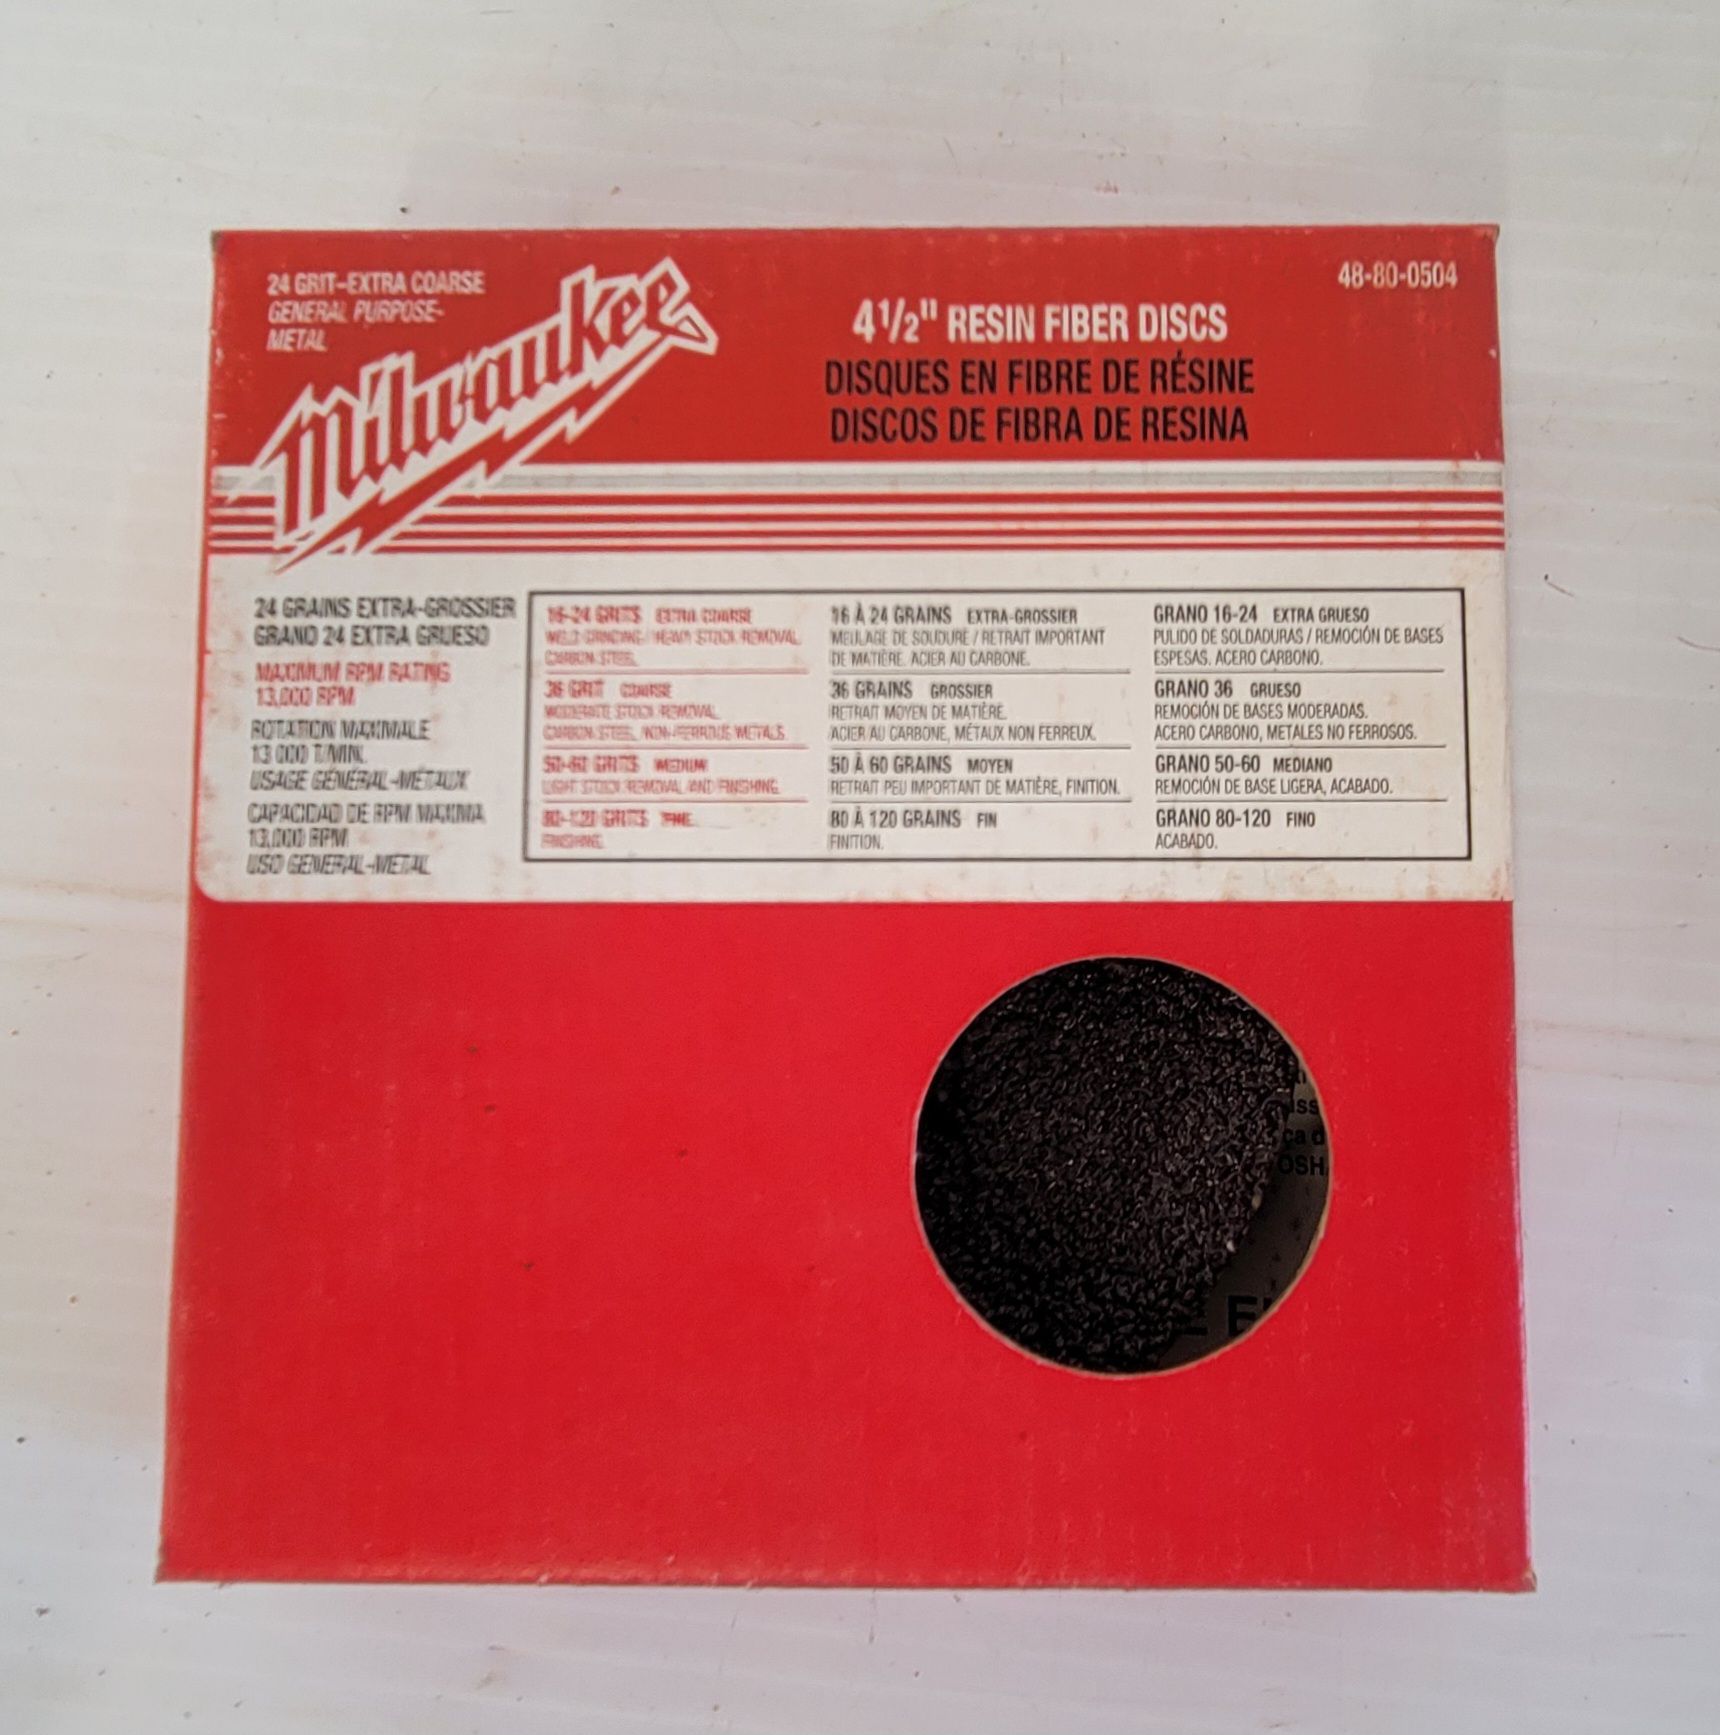 24 GRIT-EXTRA COARSE
GENERAL PURPOSE-
METAL
Milwaukee
48-80-0504
4 1/2" RESIN FIBER DISCS
DISQUES EN FIBRE DE RÉSINE
DISCOS DE FIBRA DE RESINA
24 GRAINS EXTRA-GROSSIER
GRANO 24 EXTRA GRUESO
MAXIMUM RPM RATING
13,000 RPM
ROTATION MAXIMALE
13 000 T/MIN.
USAGE GÉNÉRAL-MÉTAUX
CAPACIDAD DE RPM MAXIMA
13,000 RPM
USO GENERAL-METAL
16-24 GRITS EXTRA COARSE
WELD GRINDING/HEAVY STOCK REMOVAL
CARBON STEEL
36 GRIT COARSE
MODERATE STOCK REMOVAL
CARBON STEEL, NON-FERROUS METALS
50-60 GRITS MEDIUM
LIGHT STOCK REMOVAL AND FINISHING
80-120 GRITS FINE
FINISHING
16 À 24 GRAINS EXTRA-GROSSIER
MEULAGE DE SOUDURE / RETRAIT IMPORTANT
DE MATIÈRE. ACIER AU CARBONE.
36 GRAINS GROSSIER
RETRAIT MOYEN DE MATIÈRE.
ACIER AU CARBONE, MÉTAUX NON FERREUX.
50 À 60 GRAINS MOYEN
RETRAIT PEU IMPORTANT DE MATIÈRE, FINITION.
80 À 120 GRAINS FIN
FINITION.
GRANO 16-24 EXTRA GRUESO
PULIDO DE SOLDADURAS / REMOCIÓN DE BASES
ESPESAS. ACERO CARBONO.
GRANO 36 GRUESO
REMOCIÓN DE BASES MODERADAS.
ACERO CARBONO, METALES NO FERROSOS.
GRANO 50-60 MEDIANO
REMOCIÓN DE BASE LIGERA, ACABADO.
GRANO 80-120 FINO
ACABADO.
OSH